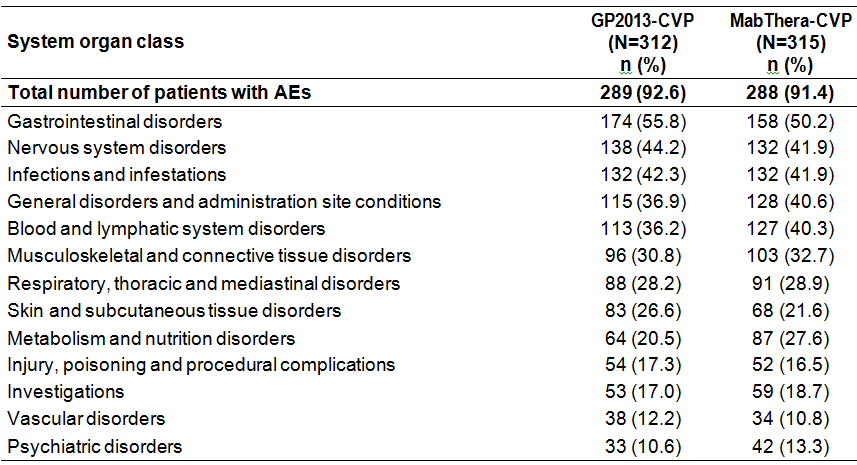 System organ class GP2013-CVP (N=312) n (%) MabThera-CVP (N=315) n (%)
Total number of patients with AEs 289 (92.6) 288 (91.4)
Gastrointestinal disorders 174 (55.8) 158 (50.2)
Nervous system disorders 138 (44.2) 132 (41.9)
Infections and infestations 132 (42.3) 132 (41.9)
General disorders and administration site conditions 115 (36.9) 128 (40.6)
Blood and lymphatic system disorders 113 (36.2) 127 (40.3)
Musculoskeletal and connective tissue disorders 96 (30.8) 103 (32.7)
Respiratory, thoracic and mediastinal disorders 88 (28.2) 91 (28.9)
Skin and subcutaneous tissue disorders 83 (26.6) 68 (21.6)
Metabolism and nutrition disorders 64 (20.5) 87 (27.6)
Injury, poisoning and procedural complications 54 (17.3) 52 (16.5)
Investigations 53 (17.0) 59 (18.7)
Vascular disorders 38 (12.2) 34 (10.8)
Psychiatric disorders 33 (10.6) 42 (13.3)